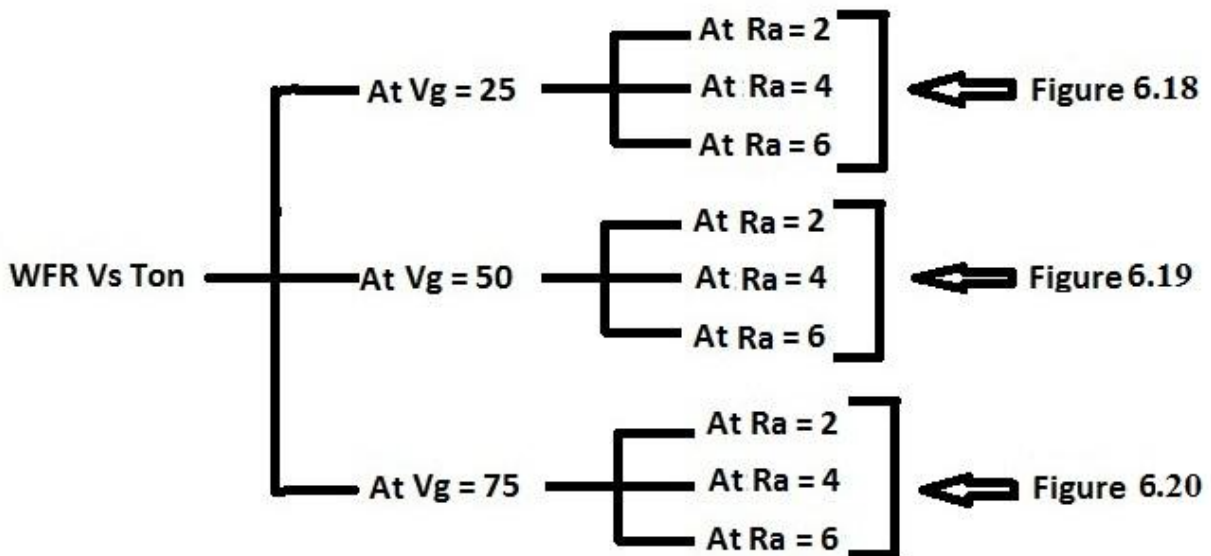 At Ra = 2
At Vg = 25
At Ra = 4
Figure 6.18
At Ra = 6
At Ra = 2
WFR Vs Ton
At Vg = 50
At Ra = 4
Figure 6.19
At Ra = 6
At Ra = 2
At Vg = 75
At Ra = 4
Figure 6.20
At Ra = 6